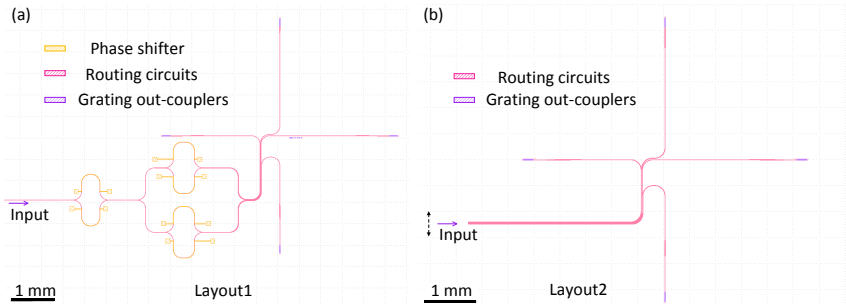 (a)
Phase shifter
Routing circuits
Grating out-couplers
Input
1 mm
Layout1
(b)
Routing circuits
Grating out-couplers
Input
1 mm
Layout2